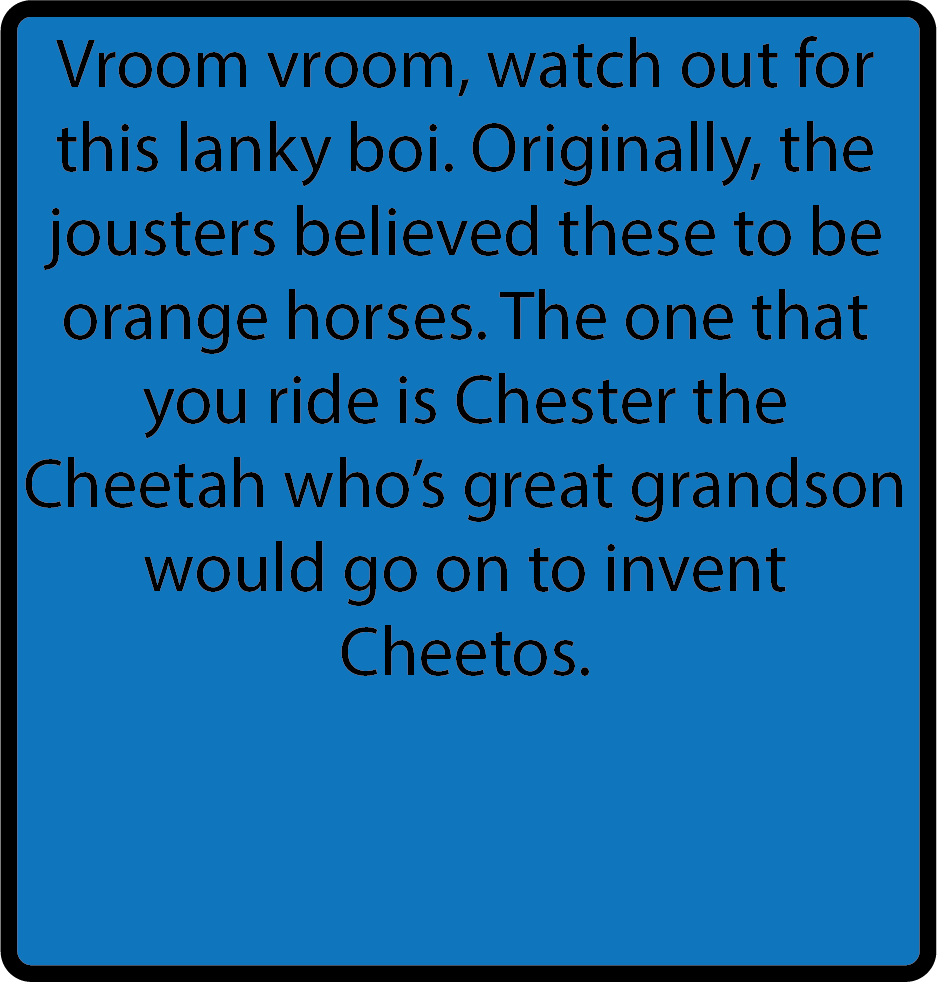 Vroom vroom, watch out for
this lanky boi. Originally, the
jousters believed these to be
orange horses. The one that
you ride is Chester the
Cheetah who’s great grandson
would go on to invent
Cheetos.